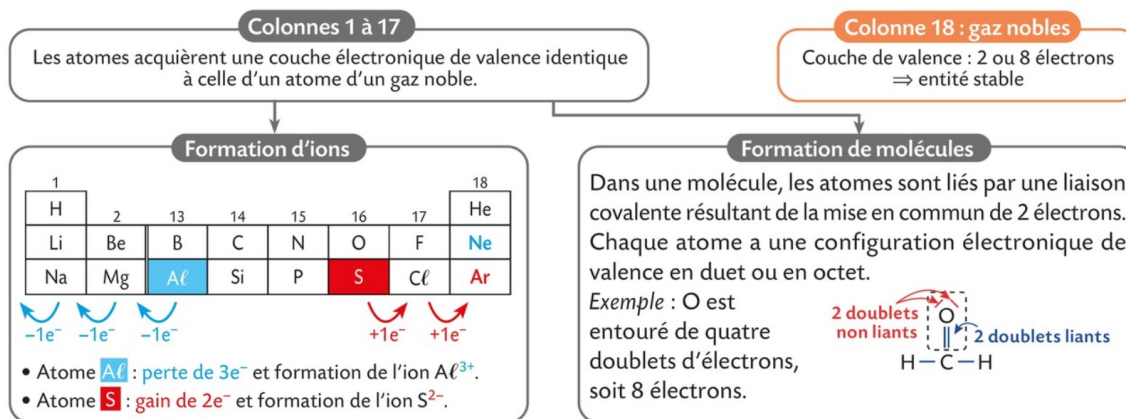 Colonnes 1 à 17
Les atomes acquièrent une couche électronique de valence identique
à celle d'un atome d'un gaz noble.
Colonne 18 : gaz nobles
Couche de valence : 2 ou 8 électrons
⇒ entité stable
Formation d'ions
1 18
H He
2 13 14 15 16 17
Li Be B C N O F Ne
Na Mg Aℓ Si P S Cℓ Ar
–1e⁻ –1e⁻ –1e⁻ +1e⁻ +1e⁻
• Atome Aℓ : perte de 3e⁻ et formation de l'ion Aℓ³⁺.
• Atome S : gain de 2e⁻ et formation de l'ion S²⁻.
Formation de molécules
Dans une molécule, les atomes sont liés par une liaison
covalente résultant de la mise en commun de 2 électrons.
Chaque atome a une configuration électronique de
valence en duet ou en octet.
Exemple : O est
entouré de quatre
doublets d'électrons,
soit 8 électrons.
2 doublets
non liants
O
2 doublets liants
H – C – H